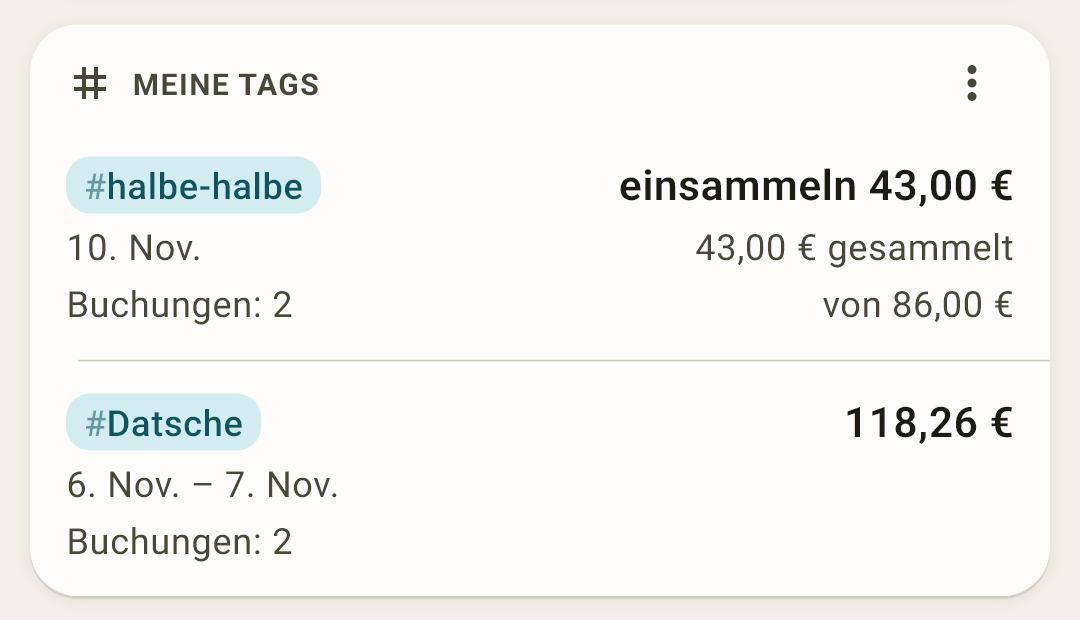 MEINE TAGS
#halbe-halbe
einsammeln 43,00 €
10. Nov.
43,00 € gesammelt
Buchungen: 2
von 86,00 €
#Datsche
118,26 €
6. Nov. – 7. Nov.
Buchungen: 2